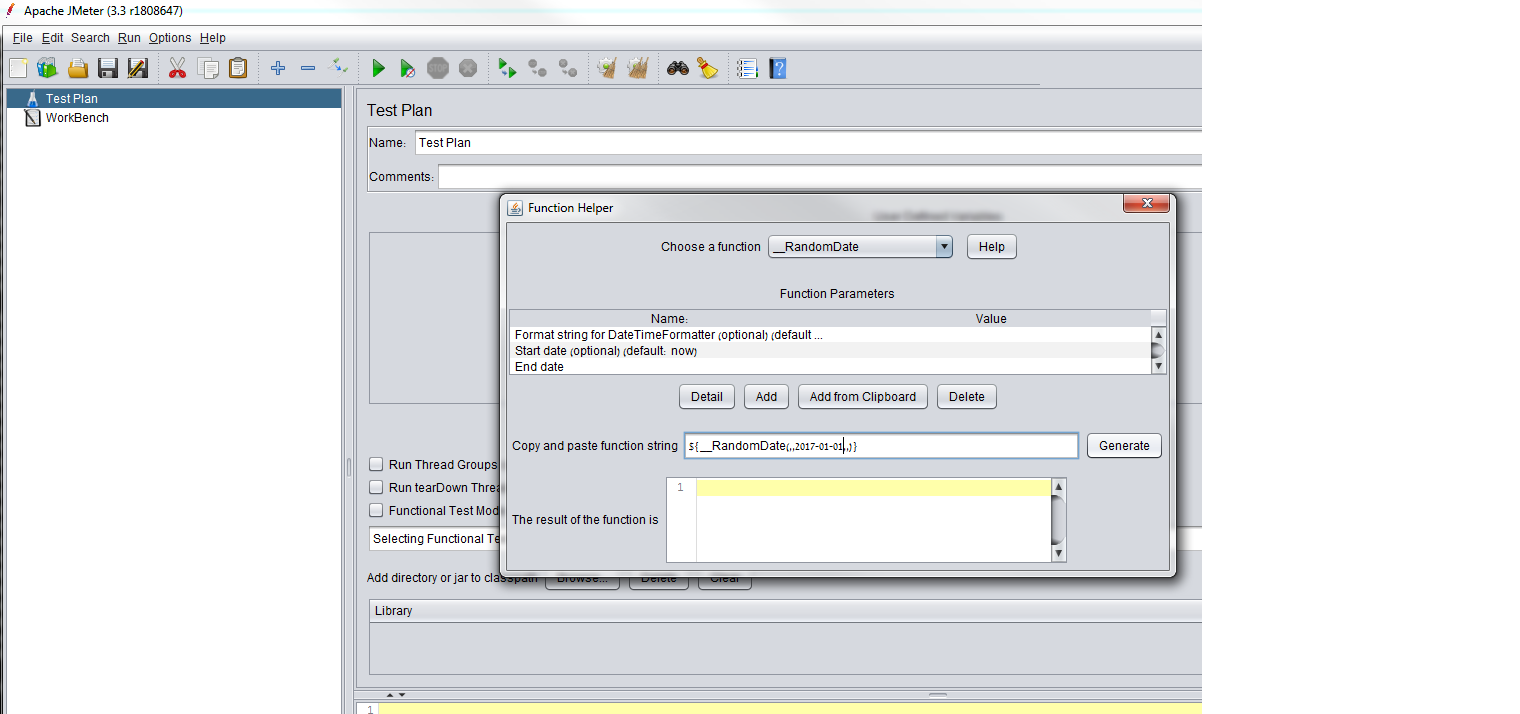 Apache JMeter (3.3 r1808647)
File Edit Search Run Options Help
STOP
Test Plan
WorkBench
Test Plan
Name: Test Plan
Comments:
User Defined Variables
Function Helper
Choose a function __RandomDate Help
Function Parameters
Name: Value
Format string for DateTimeFormatter (optional) (default ...
Start date (optional) (default: now)
End date
Detail Add Add from Clipboard Delete
Copy and paste function string ${__RandomDate(,,2017-01-01,,)} Generate
1
The result of the function is
Run Thread Groups
Run tearDown Threa
Functional Test Mod
Selecting Functional Te
Add directory or jar to classpath Browse... Delete Clear
Library
1